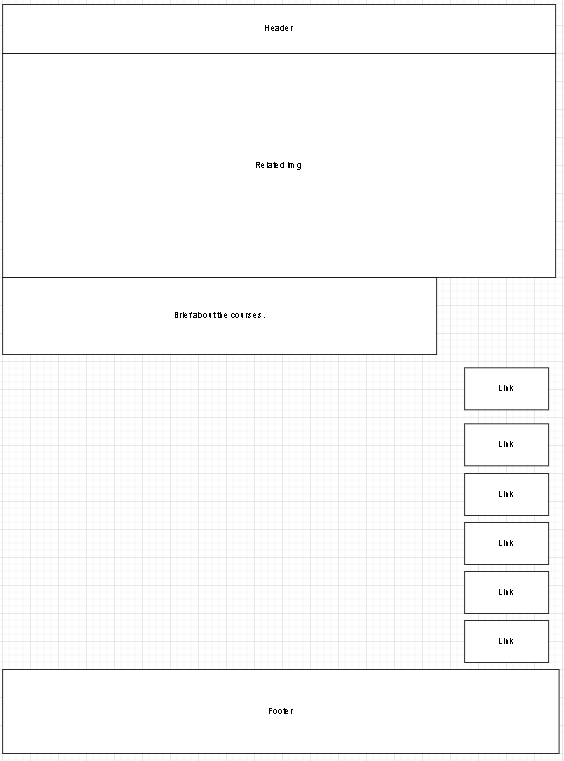 Header
Related img
Brief about the courses .
Link
Link
Link
Link
Link
Link
Footer